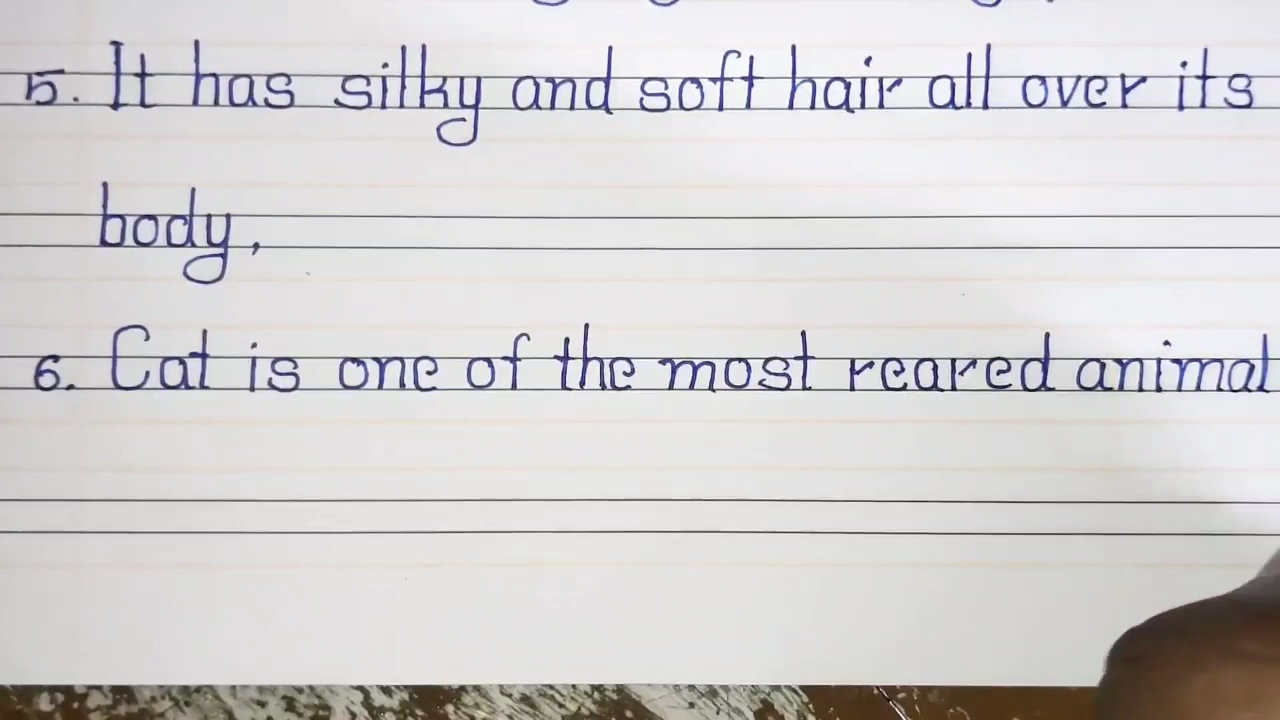 5. It has silky and soft hair all over its
body,
6. Cat is one of the most reared animal